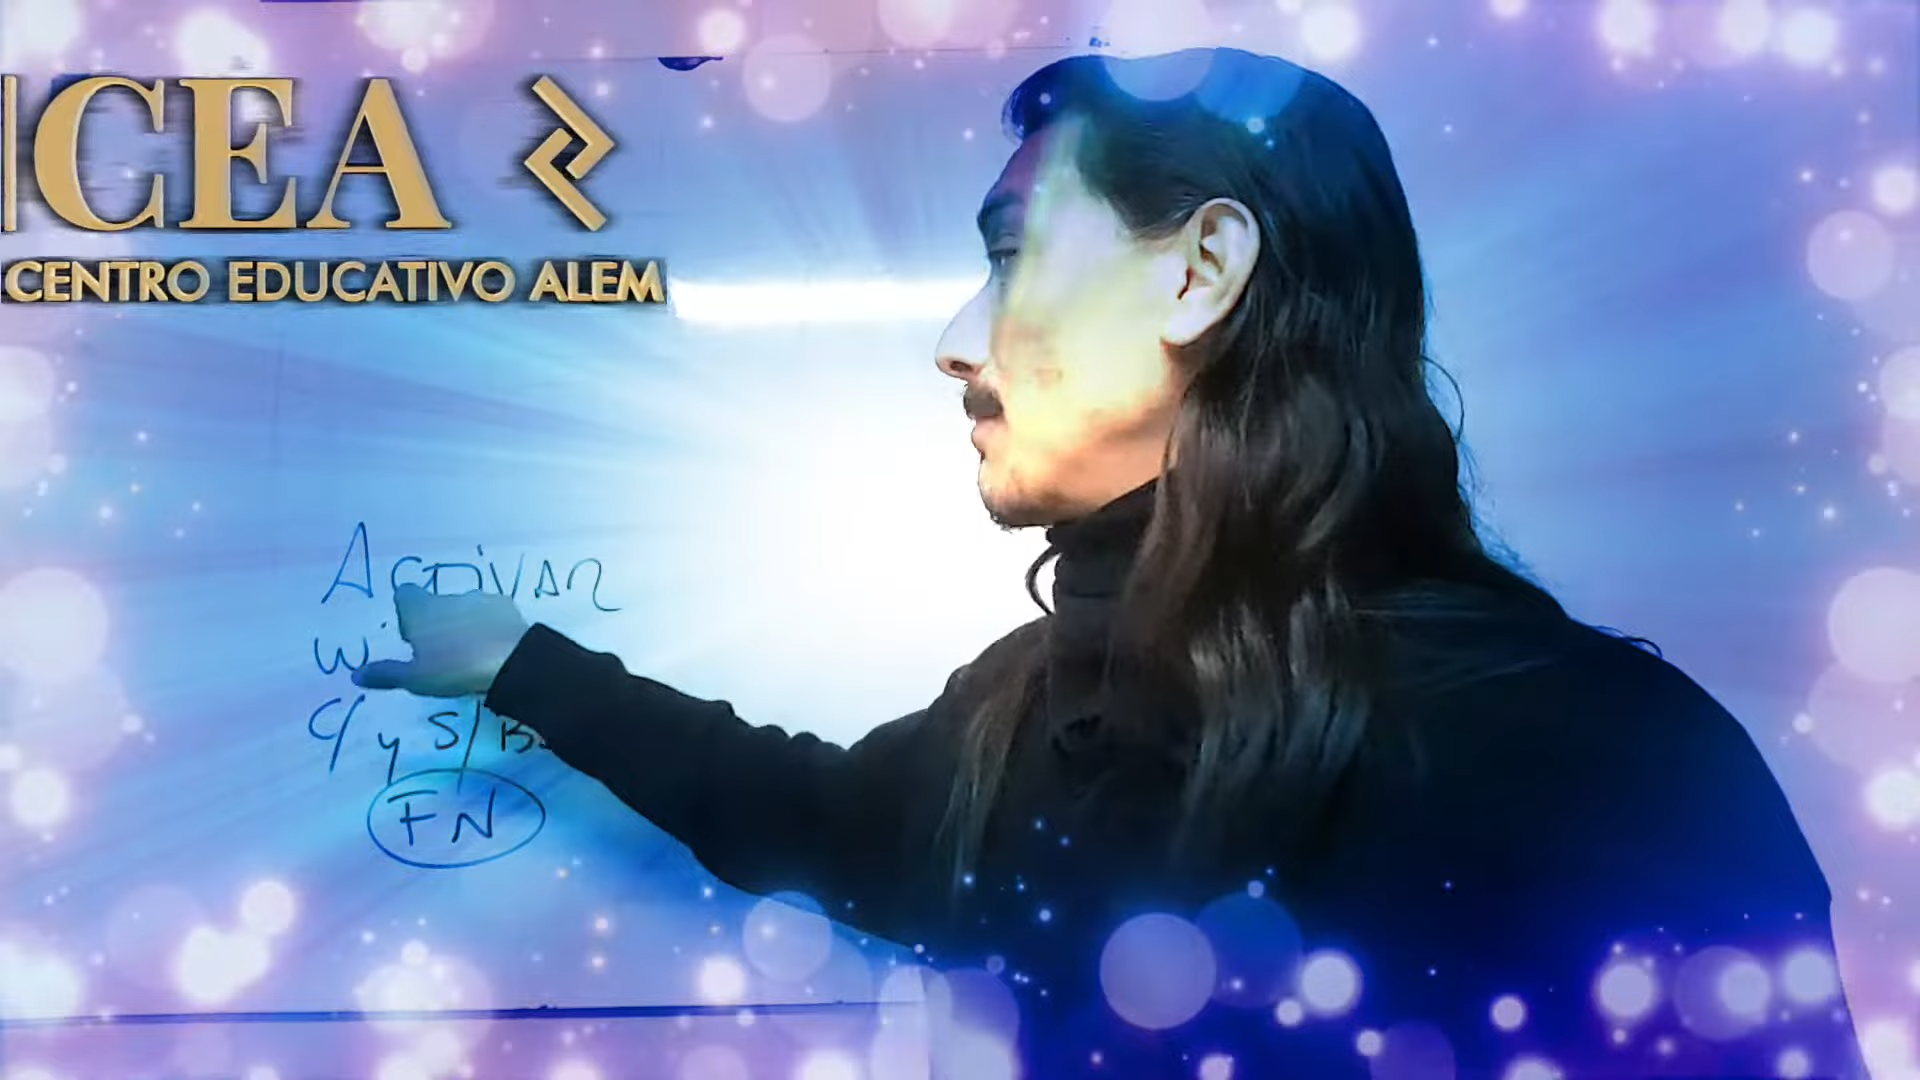 CEA
CENTRO EDUCATIVO ALEM
Activar
C/ y S/
FN